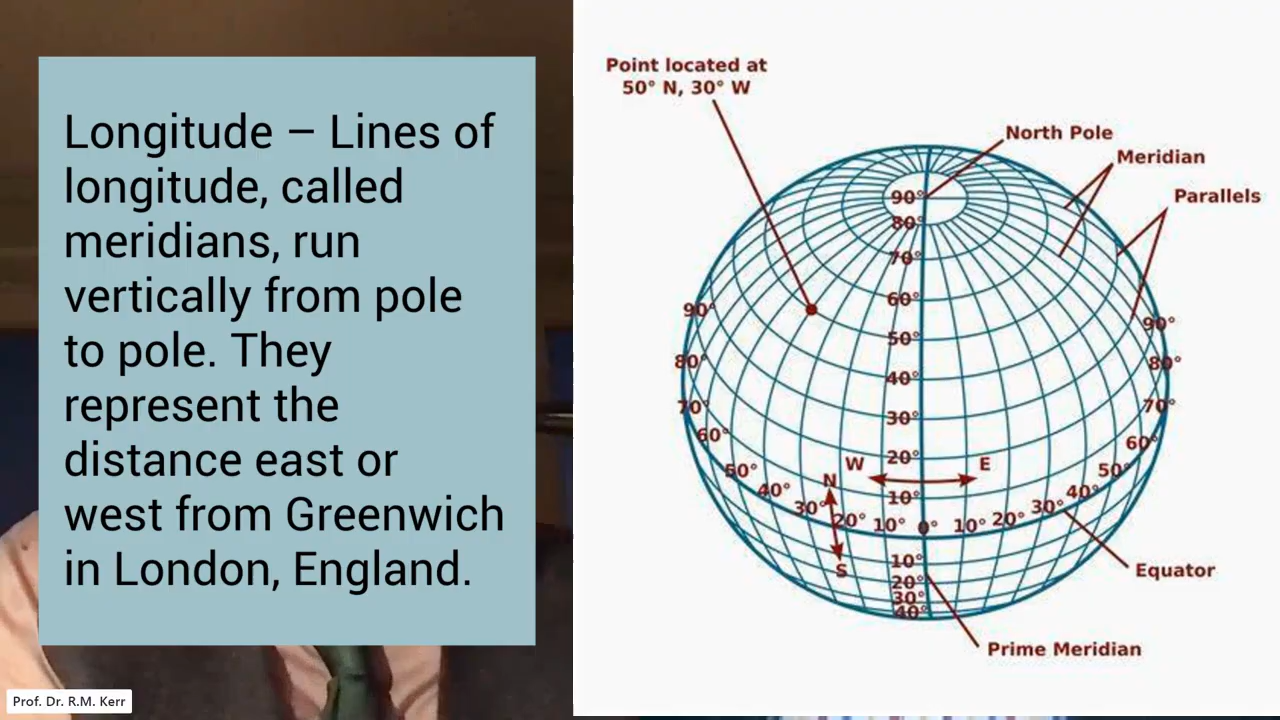 Longitude – Lines of
longitude, called
meridians, run
vertically from pole
to pole. They
represent the
distance east or
west from Greenwich
in London, England.
Prof. Dr. R.M. Kerr
Point located at
50° N, 30° W
North Pole
Meridian
Parallels
90°
80°
70°
60°
50°
40°
30°
20°
10°
90°
80°
70°
60°
50°
40°
30°
20°
10°
0°
10°
20°
30°
40°
50°
60°
70°
80°
90°
W
E
N
S
10°
20°
30°
40°
Equator
Prime Meridian